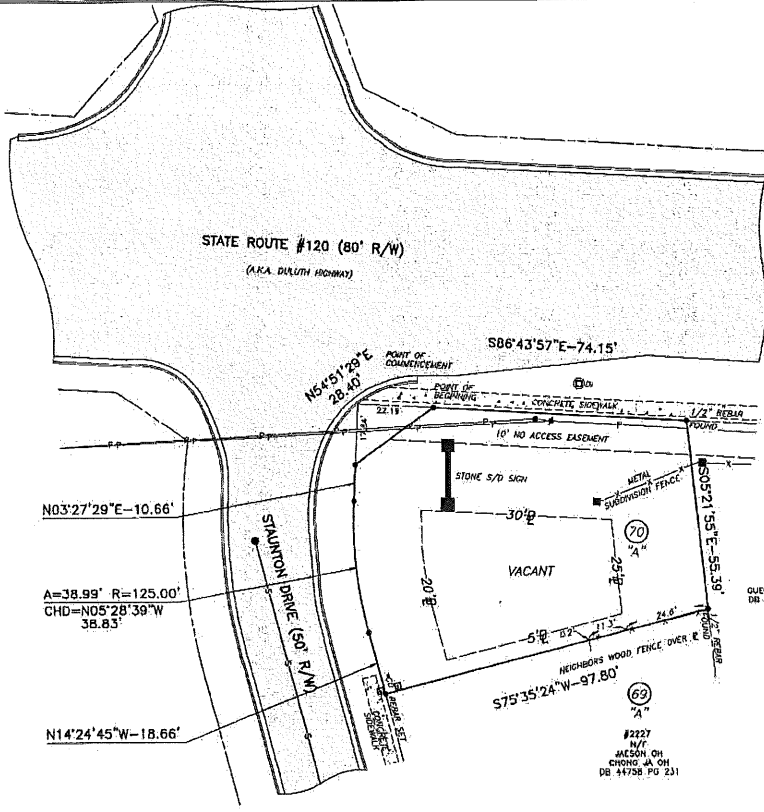 STATE ROUTE #120 (80' R/W)
(A.K.A. DULUTH HIGHWAY)
S86°43'57"E-74.15'
POINT OF
COMMENCEMENT
N54°51'29"E
28.40'
POINT OF
BEGINNING
CONCRETE SIDEWALK
DI
1/2" REBAR
FOUND
22.19'
10' NO ACCESS EASEMENT
P
P
STONE S/D SIGN
METAL
SUBDIVISION FENCE
S05°21'55"E-55.39'
N03°27'29"E-10.66'
STAUNTON DRIVE (50' R/W)
30'
70
"A"
VACANT
20'
25'
A=38.99' R=125.00'
CHD=N05°28'39"W
38.83'
5'
0.2'
11.3'
24.6'
1/2" REBAR
FOUND
NEIGHBORS WOOD FENCE OVER
S75°35'24"W-97.80'
REBAR SET
CONCRETE
SIDEWALK
N14°24'45"W-18.66'
69
"A"
#2227
N/F
JAESON OH
CHONG JA OH
DB 44758 PG 231